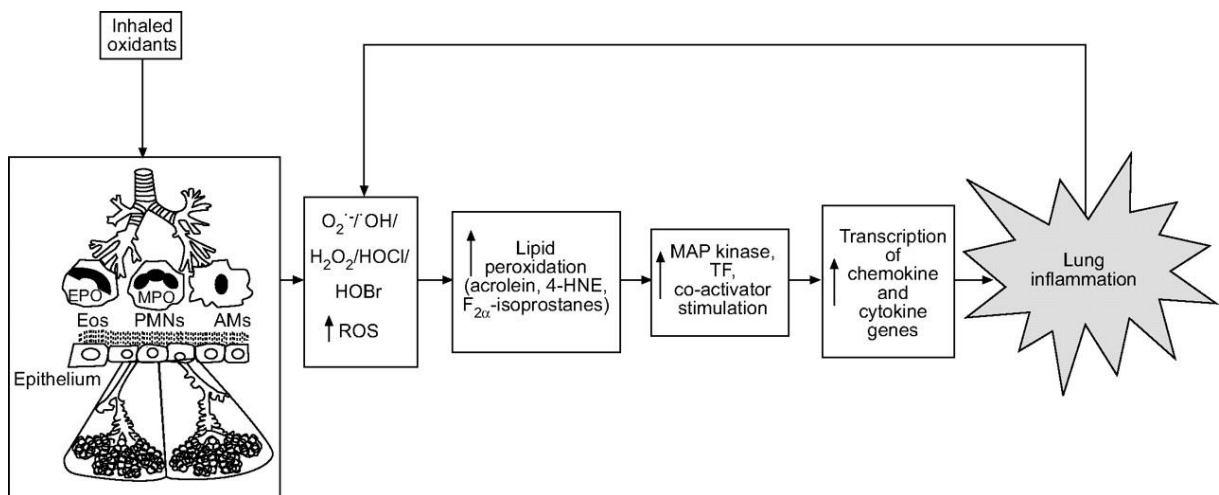 Inhaled
oxidants
EPO
MPO
Eos
PMNs
AMs
Epithelium
O₂˙⁻/˙OH/
H₂O₂/HOCl/
HOBr
↑ ROS
↑ Lipid
peroxidation
(acrolein, 4-HNE,
F₂α-isoprostanes)
↑ MAP kinase,
TF,
co-activator
stimulation
↑ Transcription
of
chemokine
and
cytokine
genes
Lung
inflammation